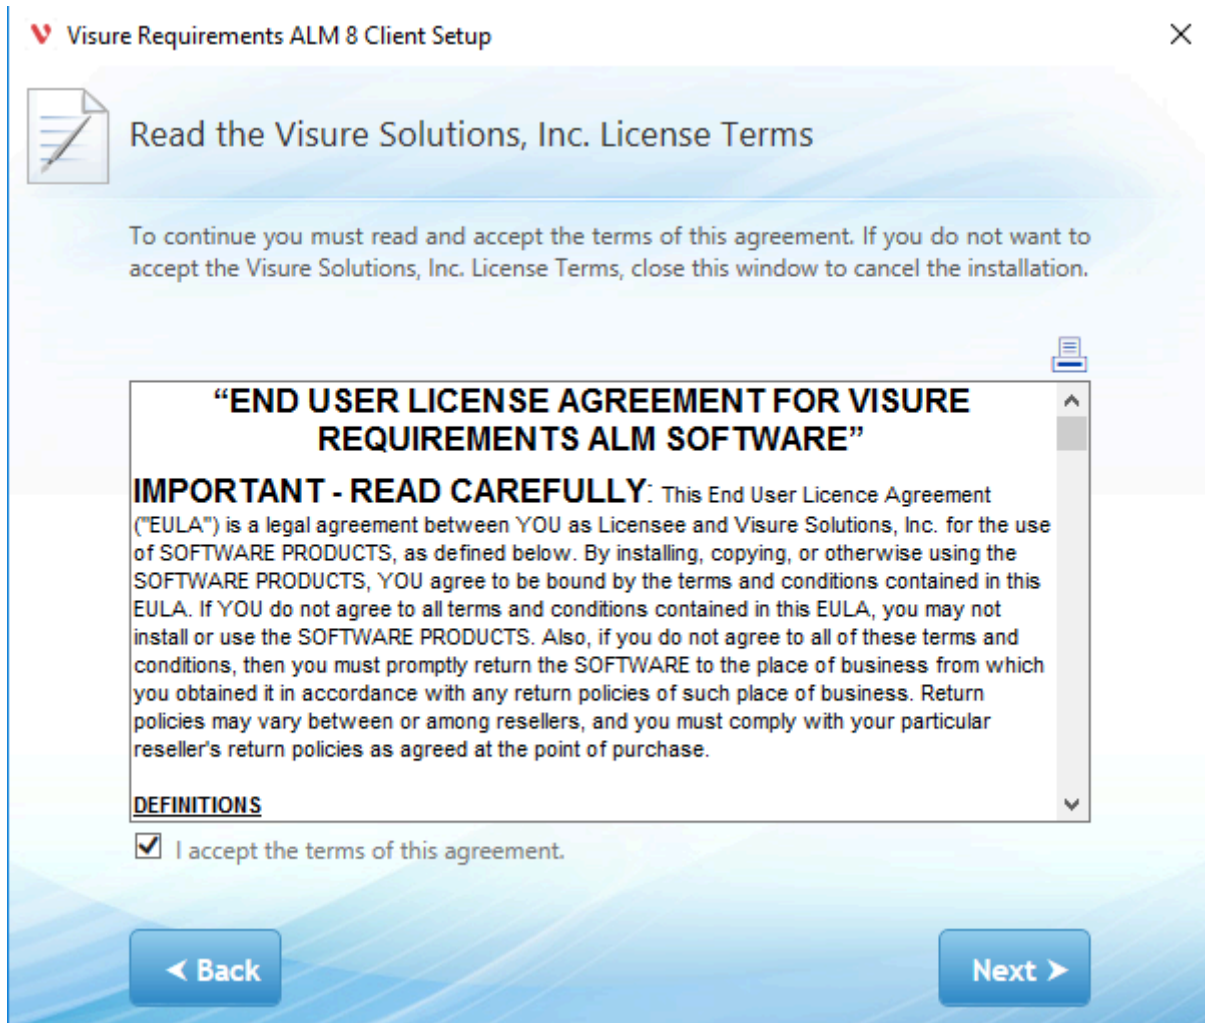 Visure Requirements ALM 8 Client Setup
Read the Visure Solutions, Inc. License Terms
To continue you must read and accept the terms of this agreement. If you do not want to
accept the Visure Solutions, Inc. License Terms, close this window to cancel the installation.
“END USER LICENSE AGREEMENT FOR VISURE
REQUIREMENTS ALM SOFTWARE”
IMPORTANT - READ CAREFULLY: This End User Licence Agreement
("EULA") is a legal agreement between YOU as Licensee and Visure Solutions, Inc. for the use
of SOFTWARE PRODUCTS, as defined below. By installing, copying, or otherwise using the
SOFTWARE PRODUCTS, YOU agree to be bound by the terms and conditions contained in this
EULA. If YOU do not agree to all terms and conditions contained in this EULA, you may not
install or use the SOFTWARE PRODUCTS. Also, if you do not agree to all of these terms and
conditions, then you must promptly return the SOFTWARE to the place of business from which
you obtained it in accordance with any return policies of such place of business. Return
policies may vary between or among resellers, and you must comply with your particular
reseller's return policies as agreed at the point of purchase.
DEFINITIONS
I accept the terms of this agreement.
Back
Next